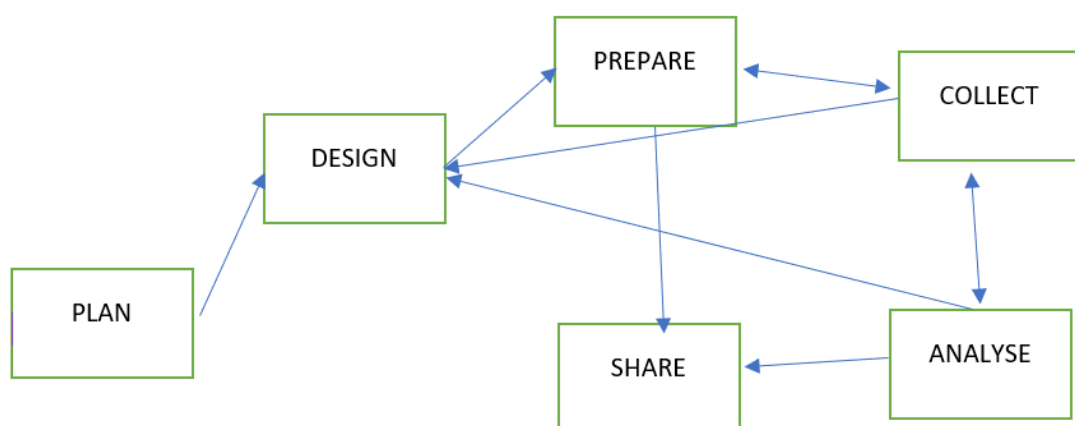 PREPARE
COLLECT
DESIGN
PLAN
SHARE
ANALYSE